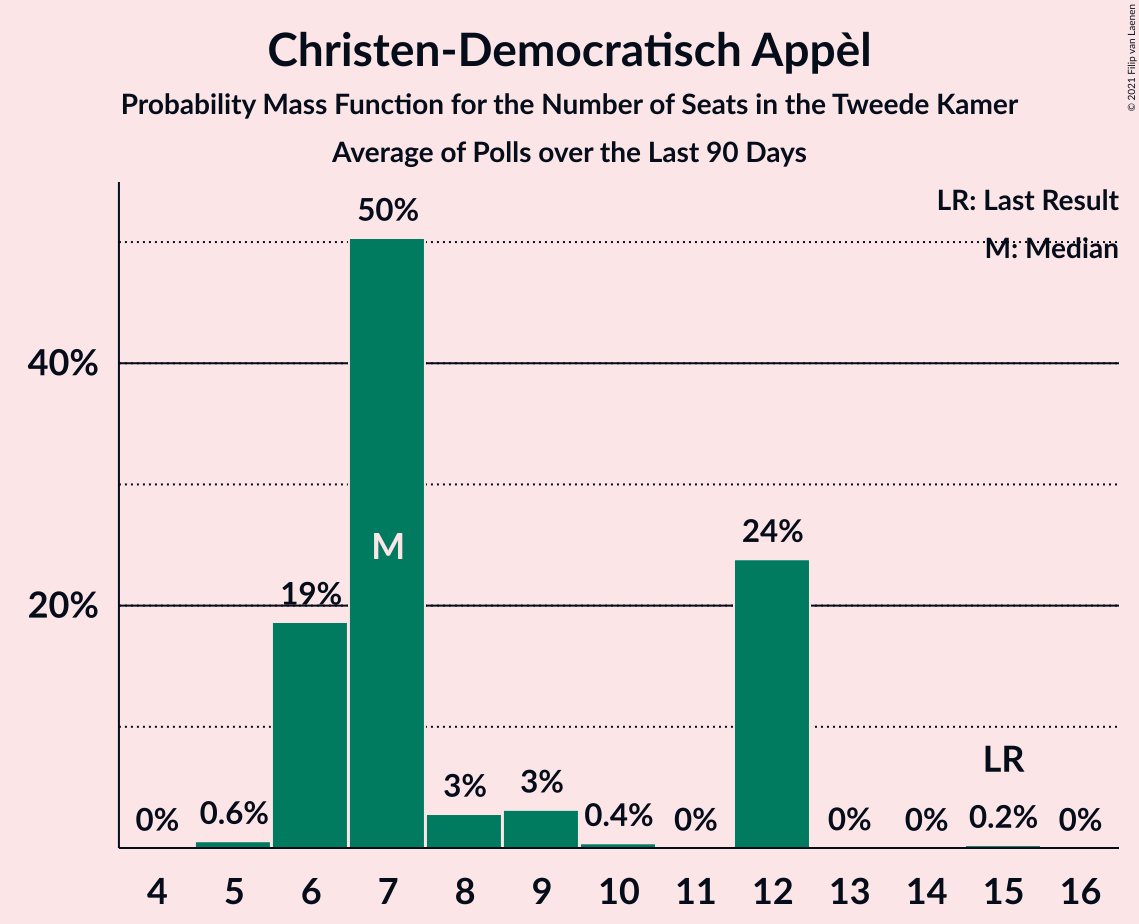 Christen-Democratisch Appèl
Probability Mass Function for the Number of Seats in the Tweede Kamer
Average of Polls over the Last 90 Days
© 2021 Filip van Laenen
LR: Last Result
M: Median
50%
40%
M
24%
19%
20%
LR
0%
0.6%
3%
3%
0.4%
0%
0%
0%
0.2%
0%
4 5 6 7 8 9 10 11 12 13 14 15 16